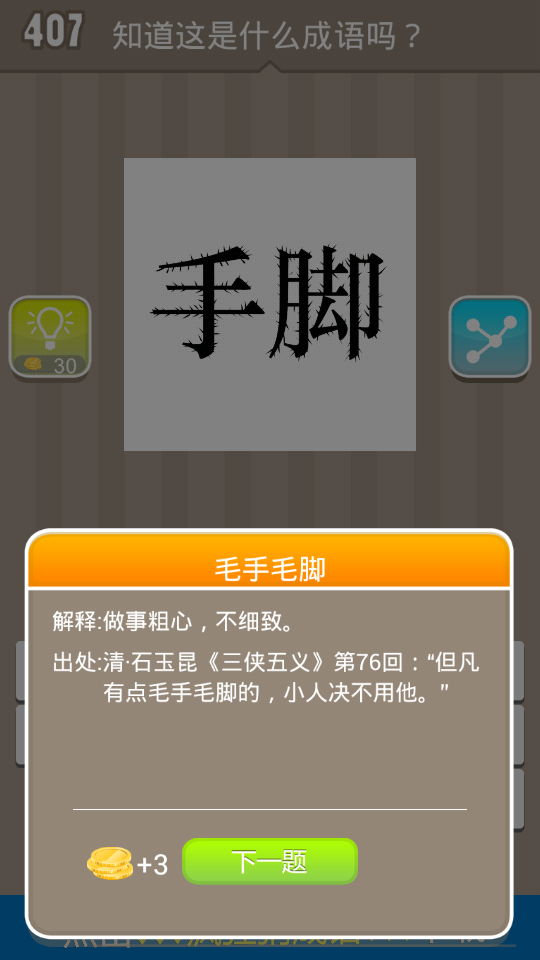 407 知道这是什么成语吗？
手脚
30
毛手毛脚
解释:做事粗心，不细致。
出处:清·石玉昆《三侠五义》第76回：“但凡
有点毛手毛脚的，小人决不用他。”
+3 下一题